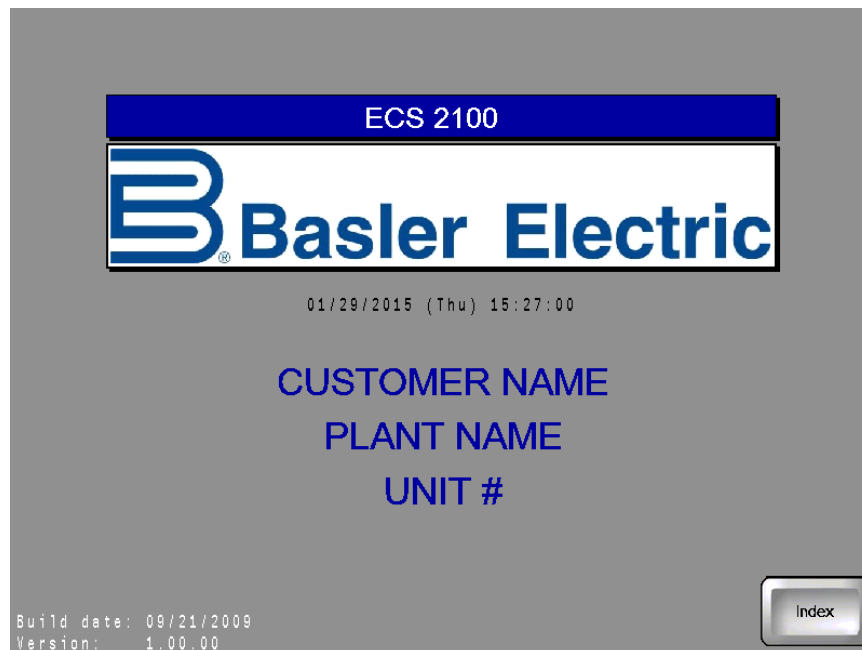 ECS 2100
Basler Electric
®
01/29/2015 (Thu) 15:27:00
CUSTOMER NAME
PLANT NAME
UNIT #
Index
Build date: 09/21/2009
Version: 1.00.00